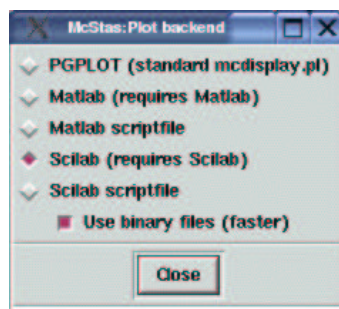 McStas: Plot backend
PGPLOT (standard mcdisplay.pl)
Matlab (requires Matlab)
Matlab scriptfile
Scilab (requires Scilab)
Scilab scriptfile
Use binary files (faster)
Close